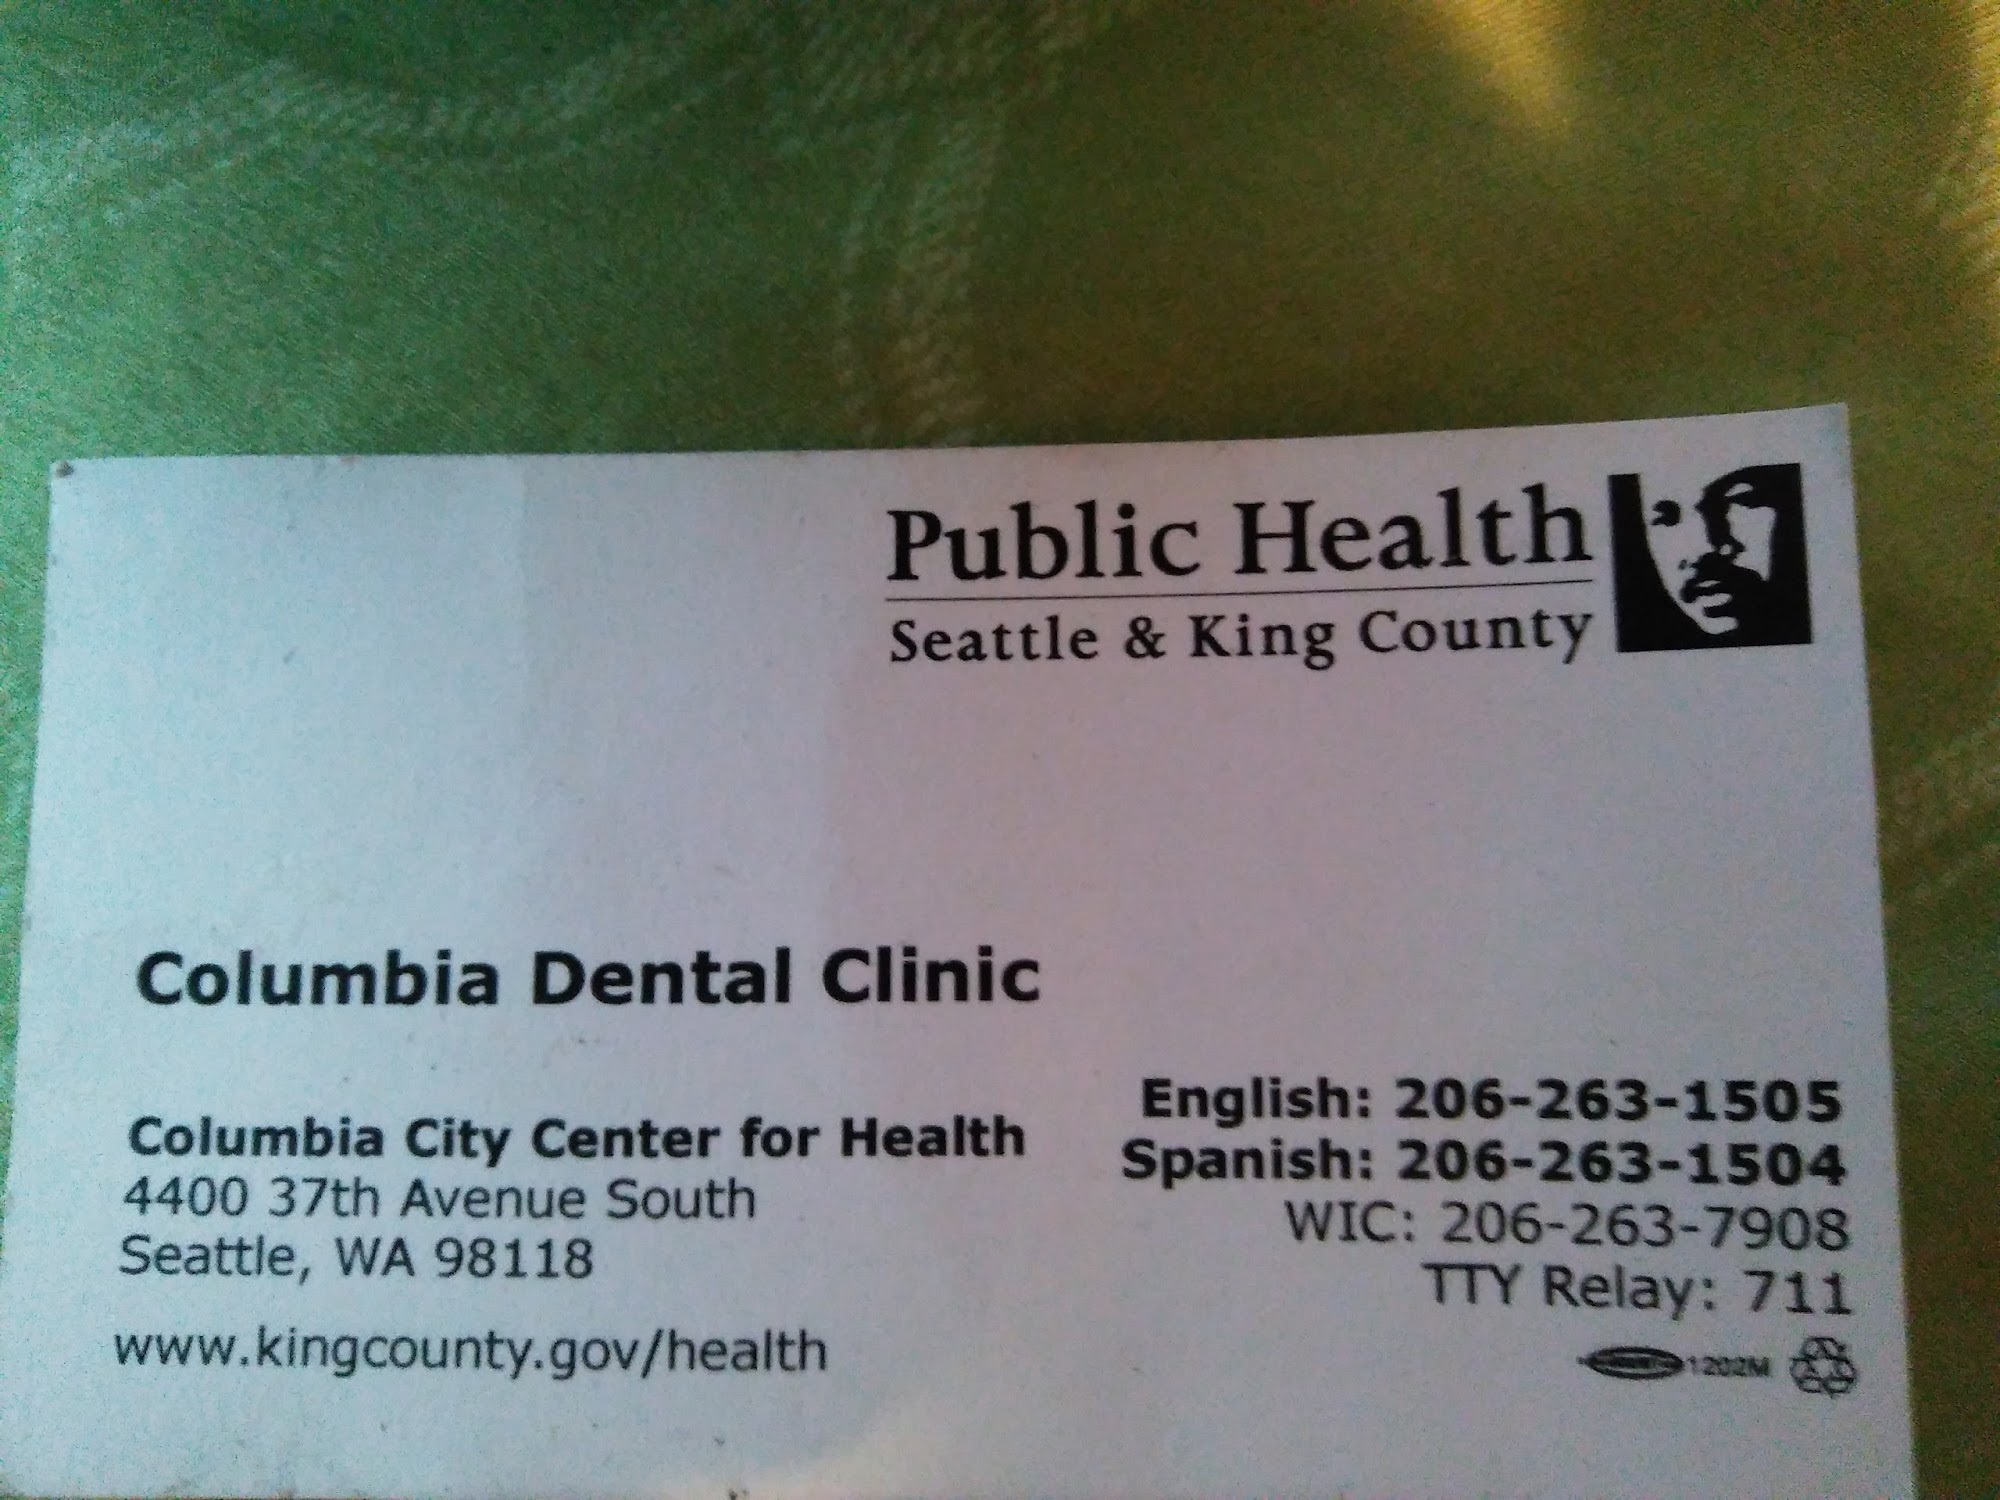 Public Health
Seattle & King County
Columbia Dental Clinic
Columbia City Center for Health
4400 37th Avenue South
Seattle, WA 98118
www.kingcounty.gov/health
English: 206-263-1505
Spanish: 206-263-1504
WIC: 206-263-7908
TTY Relay: 711
1202M